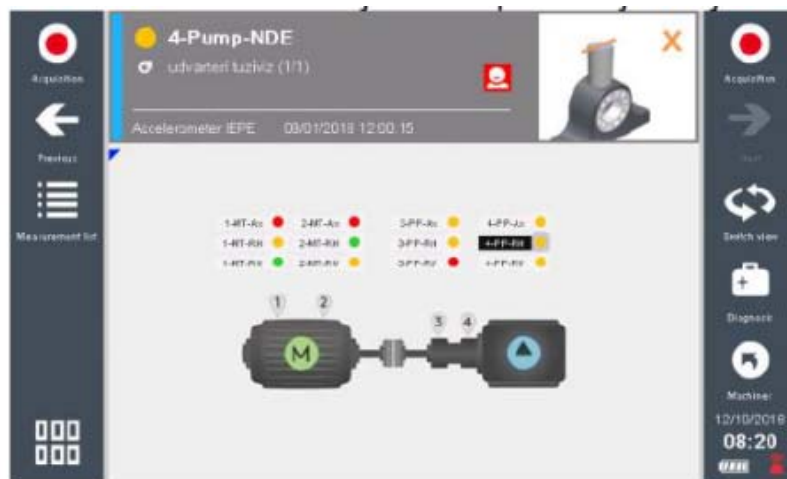 4-Pump-NDE
udvarteri tuziviz (1/1)
Accelerometer IEPE 03/01/2018 12:00:15
Acquisition
Previous
Measurement list
1-MT-Ax 2-MT-Ax 3-PP-Ax 4-PP-Ax
1-MT-RH 2-MT-RH 3-PP-RH 4-PP-RH
1-MT-RV 2-MT-RV 3-PP-RV 4-PP-RV
1 2
3 4
M
Acquisition
Next
Switch view
Diagnosis
Machine
12/10/2018
08:20